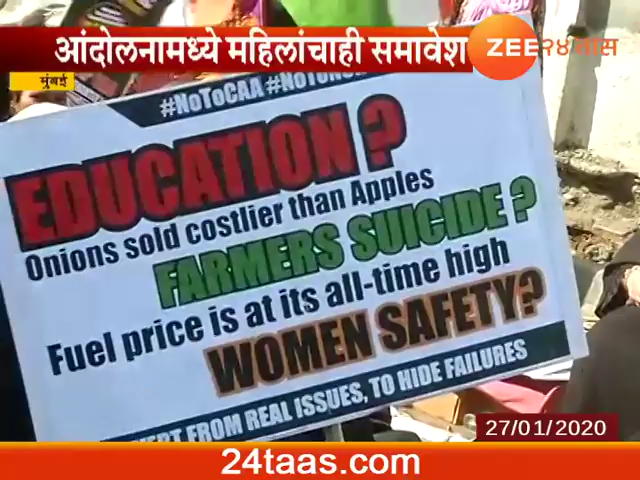 आंदोलनामध्ये महिलांचाही समावेश
ZEE २४ तास
मुंबई
#NoToCAA
EDUCATION ?
Onions sold costlier than Apples
FARMERS SUICIDE ?
Fuel price is at its all-time high
WOMEN SAFETY?
FROM REAL ISSUES, TO HIDE FAILURES
27/01/2020
24taas.com